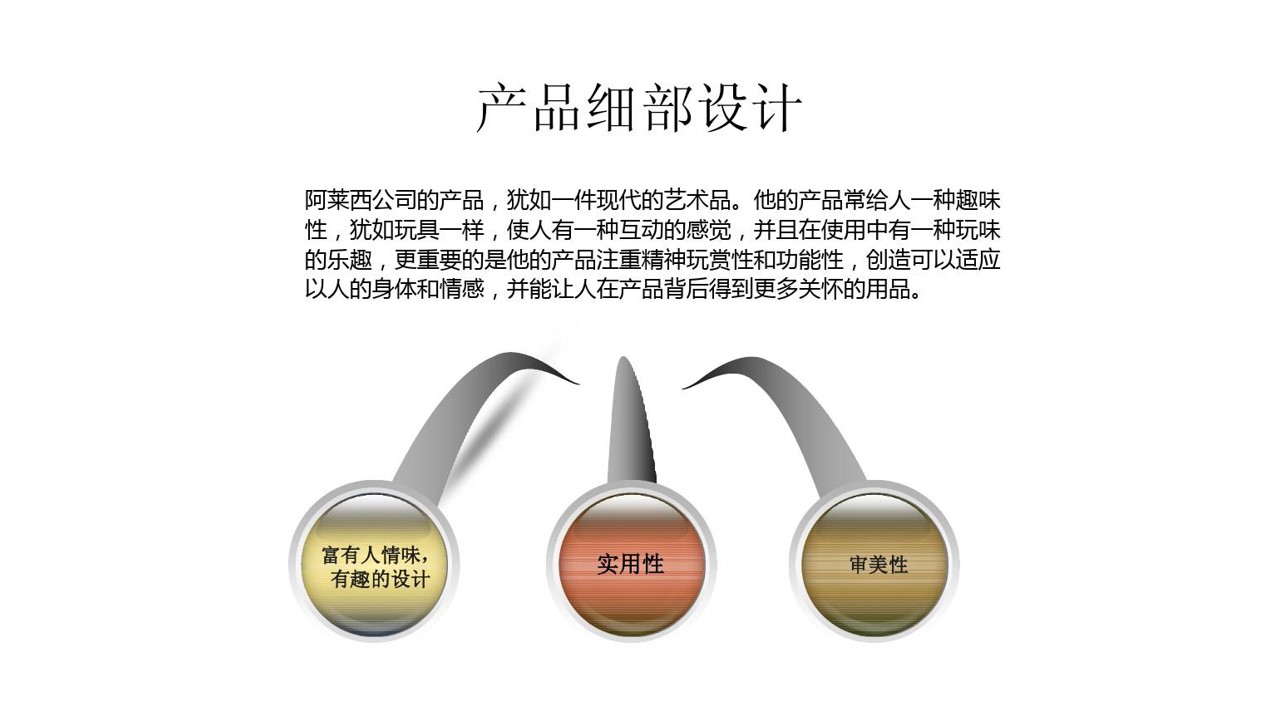 产品细部设计
阿莱西公司的产品，犹如一件现代的艺术品。他的产品常给人一种趣味
性，犹如玩具一样，使人有一种互动的感觉，并且在使用中有一种玩味
的乐趣，更重要的是他的产品注重精神玩赏性和功能性，创造可以适应
以人的身体和情感，并能让人在产品背后得到更多关怀的用品。
富有人情味，
有趣的设计
实用性
审美性